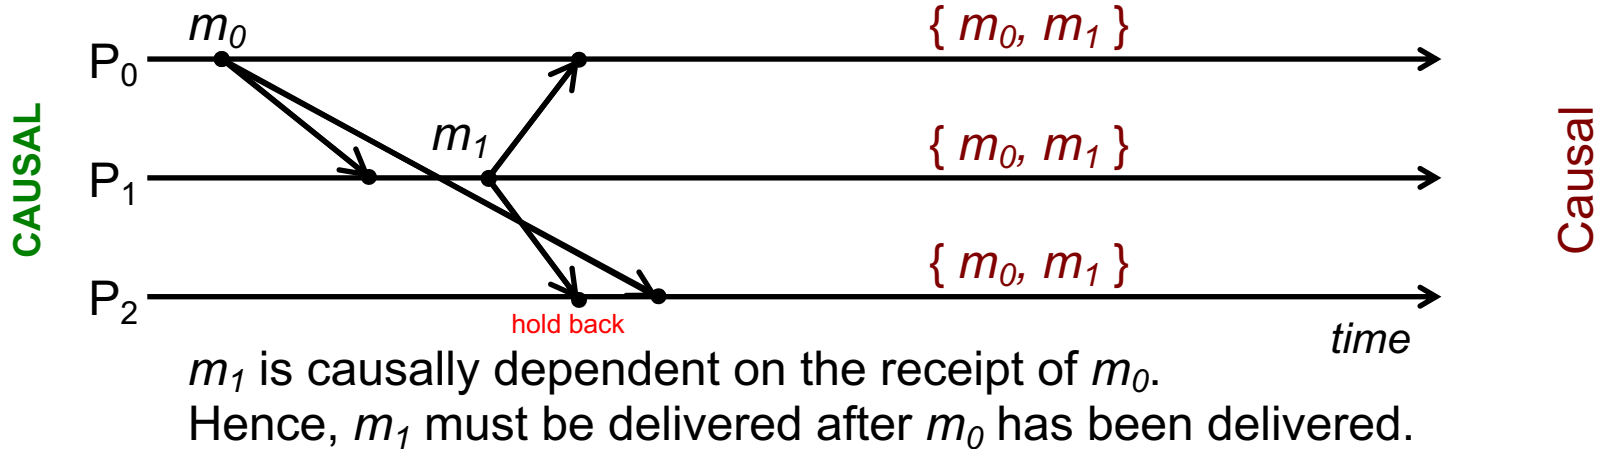 CAUSAL
m₀
P₀
{ m₀, m₁ }
m₁
P₁
{ m₀, m₁ }
P₂
{ m₀, m₁ }
hold back
time
Causal
m₁ is causally dependent on the receipt of m₀.
Hence, m₁ must be delivered after m₀ has been delivered.